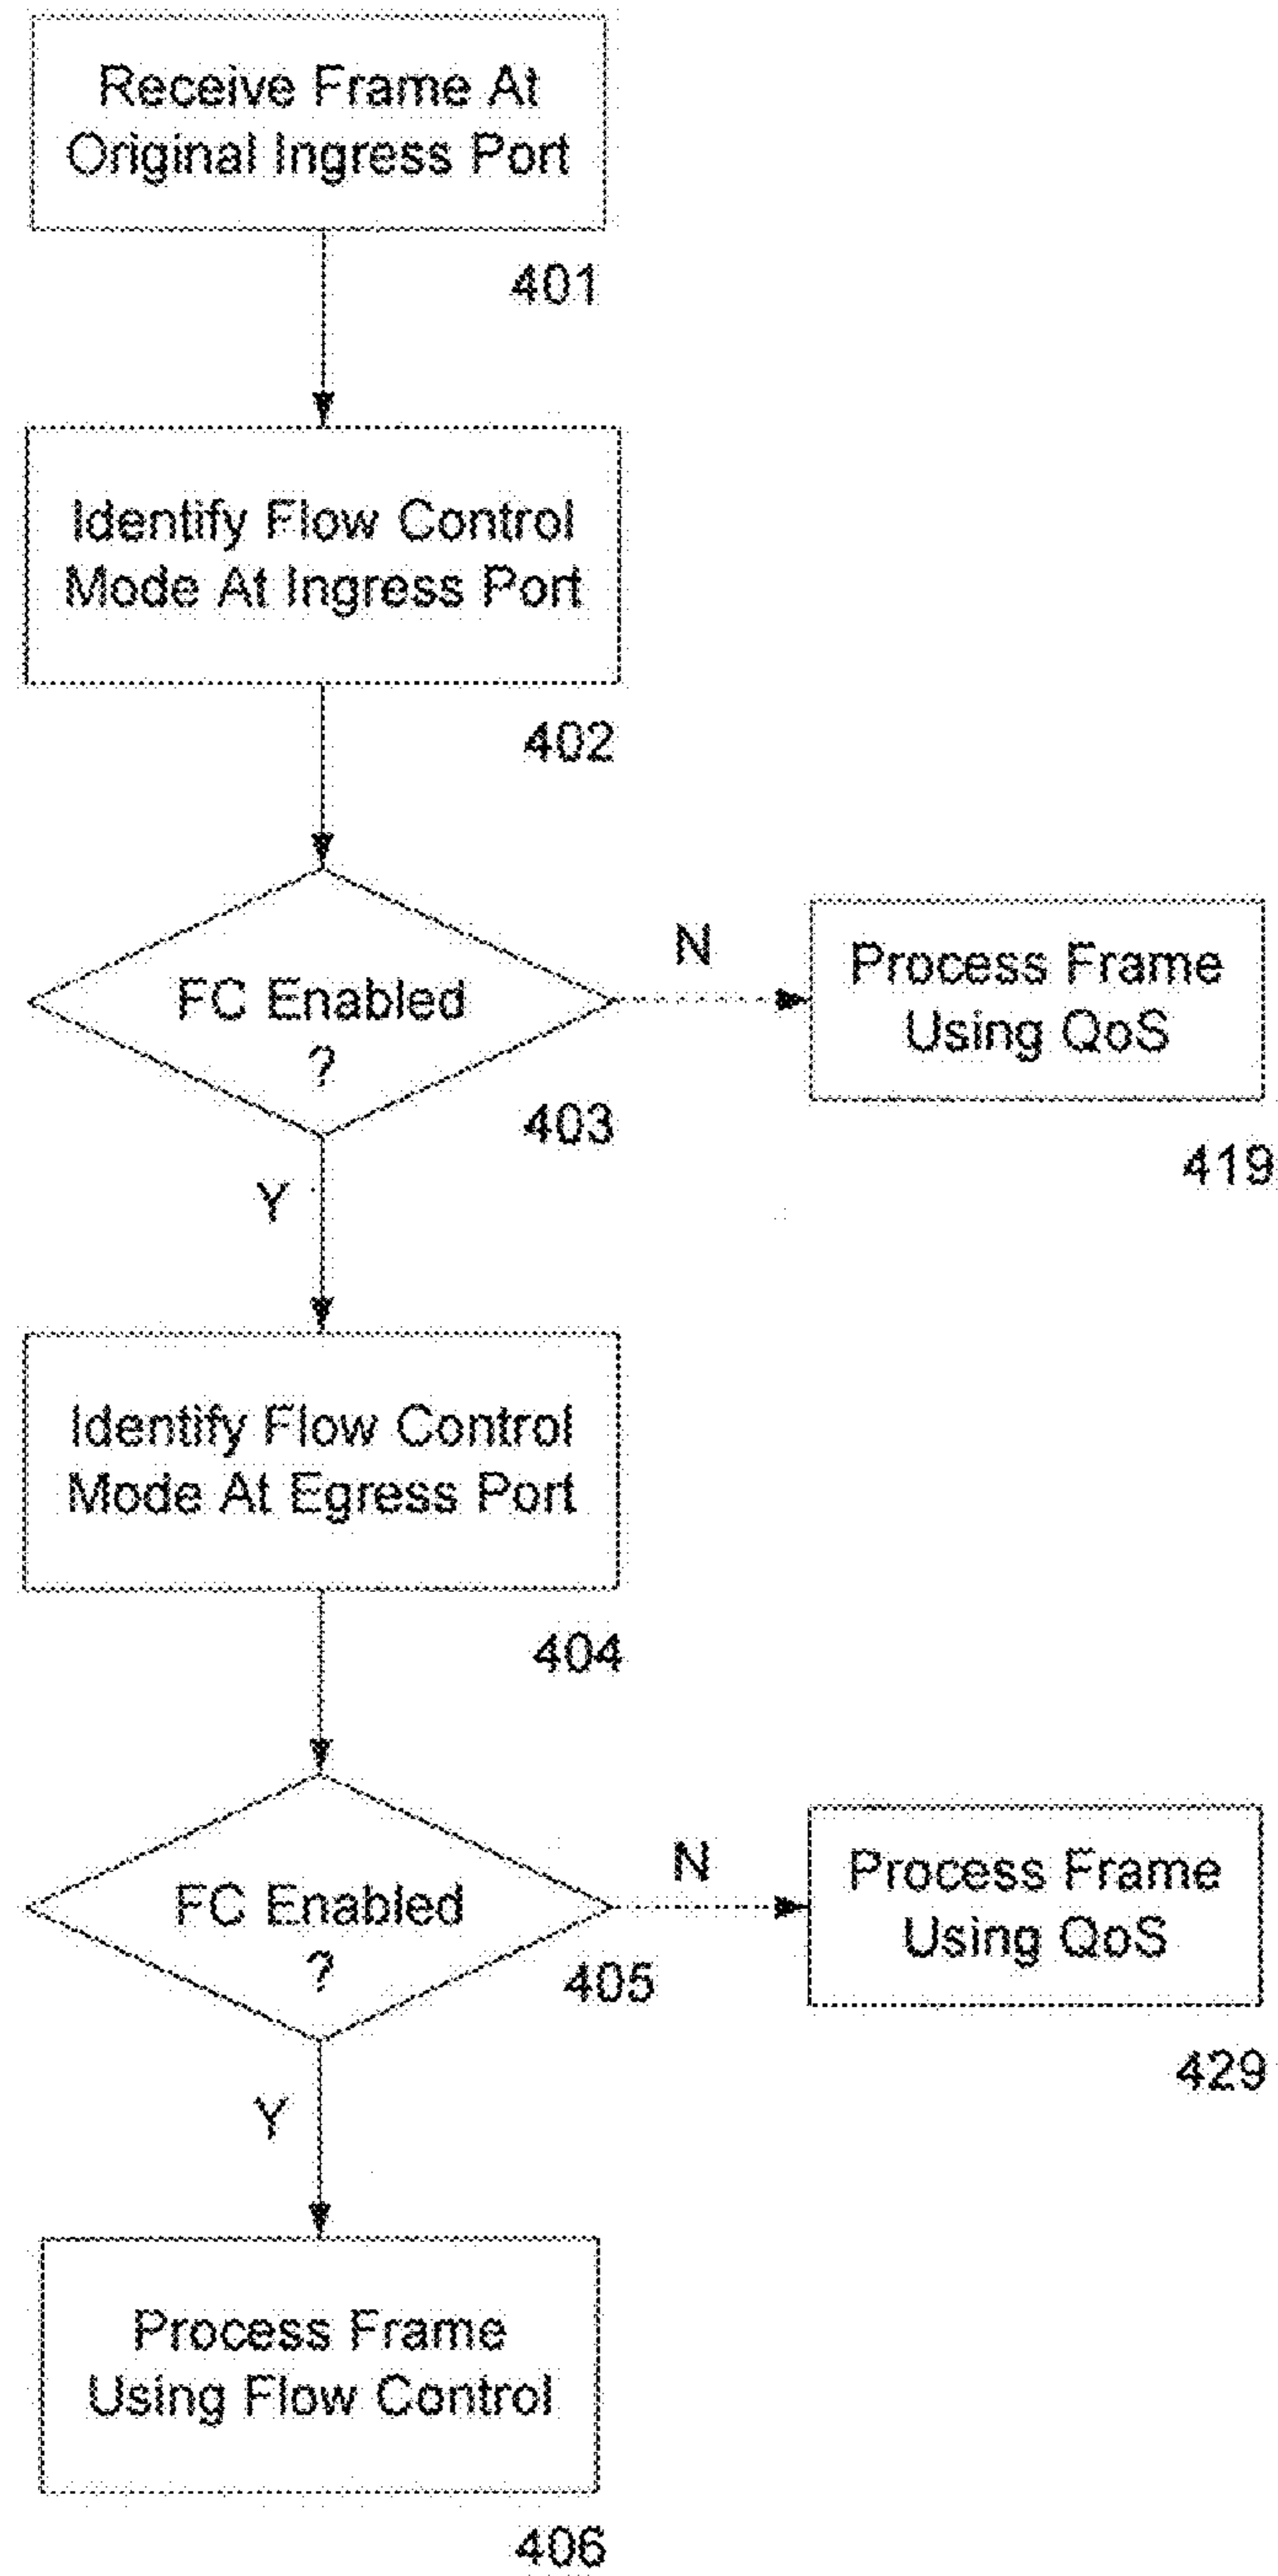 Receive Frame At
Original Ingress Port
401
Identify Flow Control
Mode At Ingress Port
402
FC Enabled
?
403
N
Process Frame
Using QoS
419
Y
Identify Flow Control
Mode At Egress Port
404
FC Enabled
?
405
N
Process Frame
Using QoS
429
Y
Process Frame
Using Flow Control
406